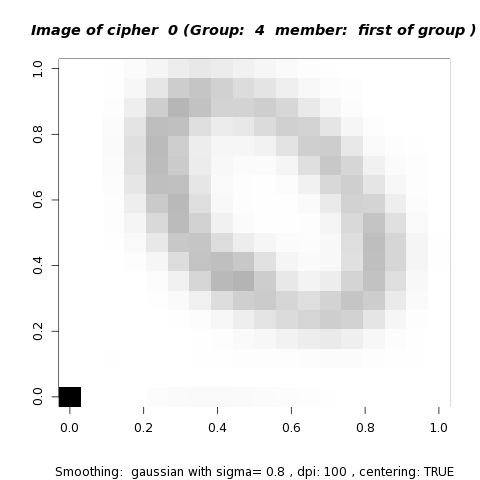 Image of cipher  0 (Group:  4  member:  first of group )
1.0
0.8
0.6
0.4
0.2
0.0
0.0 0.2 0.4 0.6 0.8 1.0
Smoothing:  gaussian with sigma= 0.8 , dpi: 100 , centering: TRUE